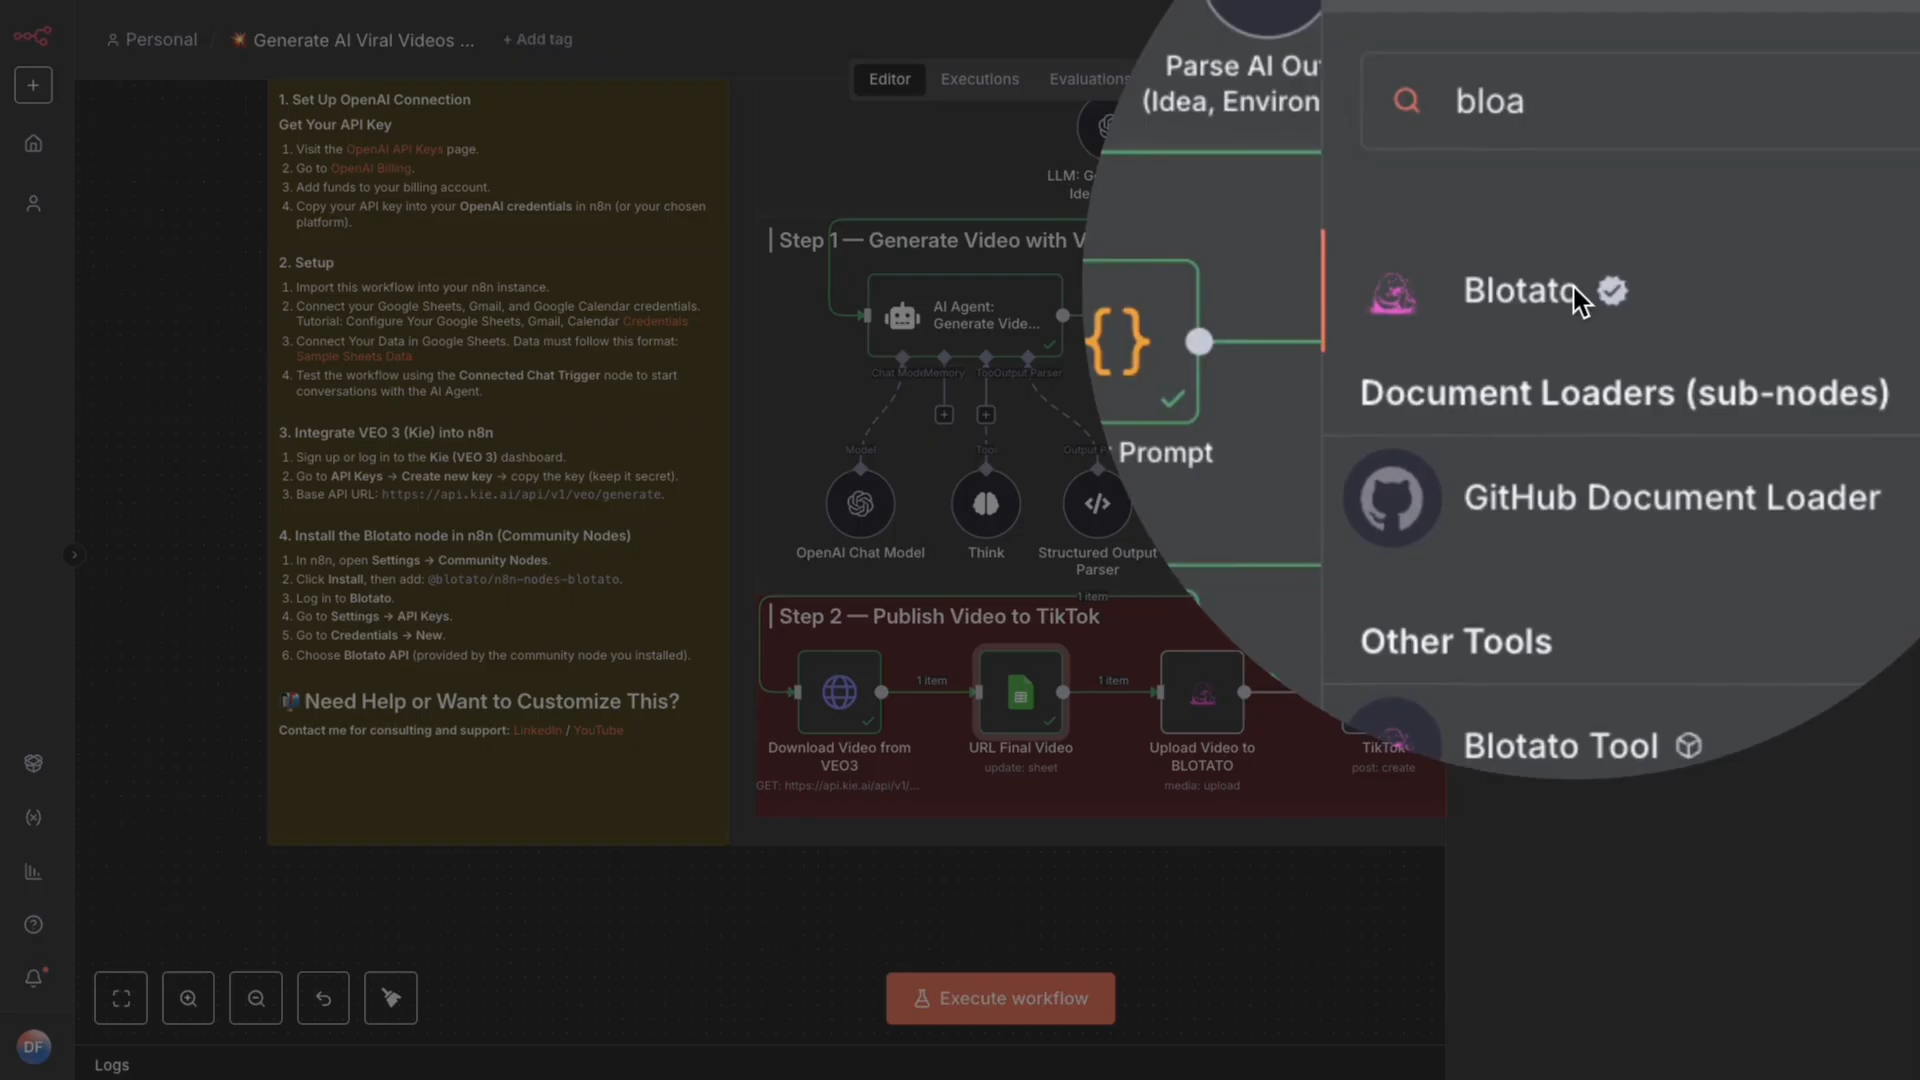 Personal / 💥 Generate AI Viral Videos ... + Add tag
Editor Executions Evaluations
1. Set Up OpenAI Connection
Get Your API Key
1. Visit the OpenAI API Keys page.
2. Go to OpenAI Billing.
3. Add funds to your billing account.
4. Copy your API key into your OpenAI credentials in n8n (or your chosen
platform).
2. Setup
1. Import this workflow into your n8n instance.
2. Connect your Google Sheets, Gmail, and Google Calendar credentials.
Tutorial: Configure Your Google Sheets, Gmail, Calendar Credentials
3. Connect Your Data in Google Sheets. Data must follow this format:
Sample Sheets Data
4. Test the workflow using the Connected Chat Trigger node to start
conversations with the AI Agent.
3. Integrate VEO 3 (Kie) into n8n
1. Sign up or log in to the Kie (VEO 3) dashboard.
2. Go to API Keys → Create new key → copy the key (keep it secret).
3. Base API URL: https://api.kie.ai/api/v1/veo/generate.
4. Install the Blotato node in n8n (Community Nodes)
1. In n8n, open Settings → Community Nodes.
2. Click Install, then add: @blotato/n8n-nodes-blotato.
3. Log in to Blotato.
4. Go to Settings → API Keys.
5. Go to Credentials → New.
6. Choose Blotato API (provided by the community node you installed).
📬 Need Help or Want to Customize This?
Contact me for consulting and support: LinkedIn / YouTube
LLM: G
Ide
Step 1 — Generate Video with V
AI Agent:
Generate Vide...
Chat Mode Memory Too Output Parser
Model Tool Output P
OpenAI Chat Model
Think
Structured Output
Parser
1 item
Step 2 — Publish Video to TikTok
1 item 1 item
Download Video from
VEO3
GET: https://api.kie.ai/api/v1/...
URL Final Video
update: sheet
Upload Video to
BLOTATO
media: upload
TikTok
post: create
Parse AI Ou
(Idea, Environ
{}
Prompt
bloa
Blotato
Document Loaders (sub-nodes)
GitHub Document Loader
Other Tools
Blotato Tool
Execute workflow
DF
Logs